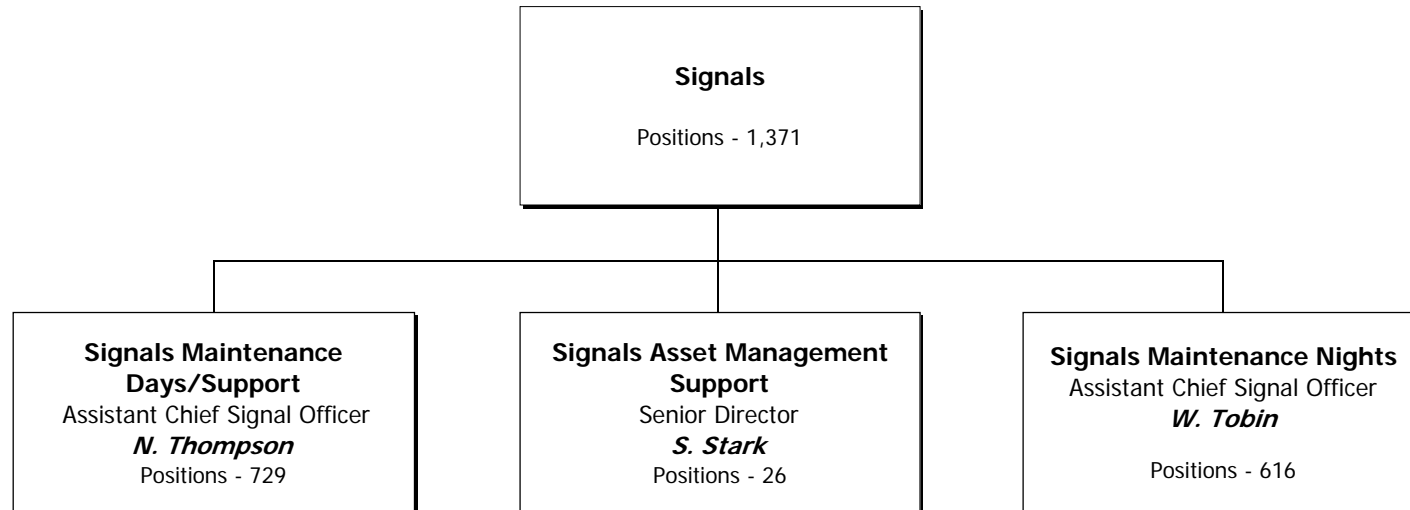 Signals
Positions - 1,371
Signals Maintenance
Days/Support
Assistant Chief Signal Officer
N. Thompson
Positions - 729
Signals Asset Management
Support
Senior Director
S. Stark
Positions - 26
Signals Maintenance Nights
Assistant Chief Signal Officer
W. Tobin
Positions - 616